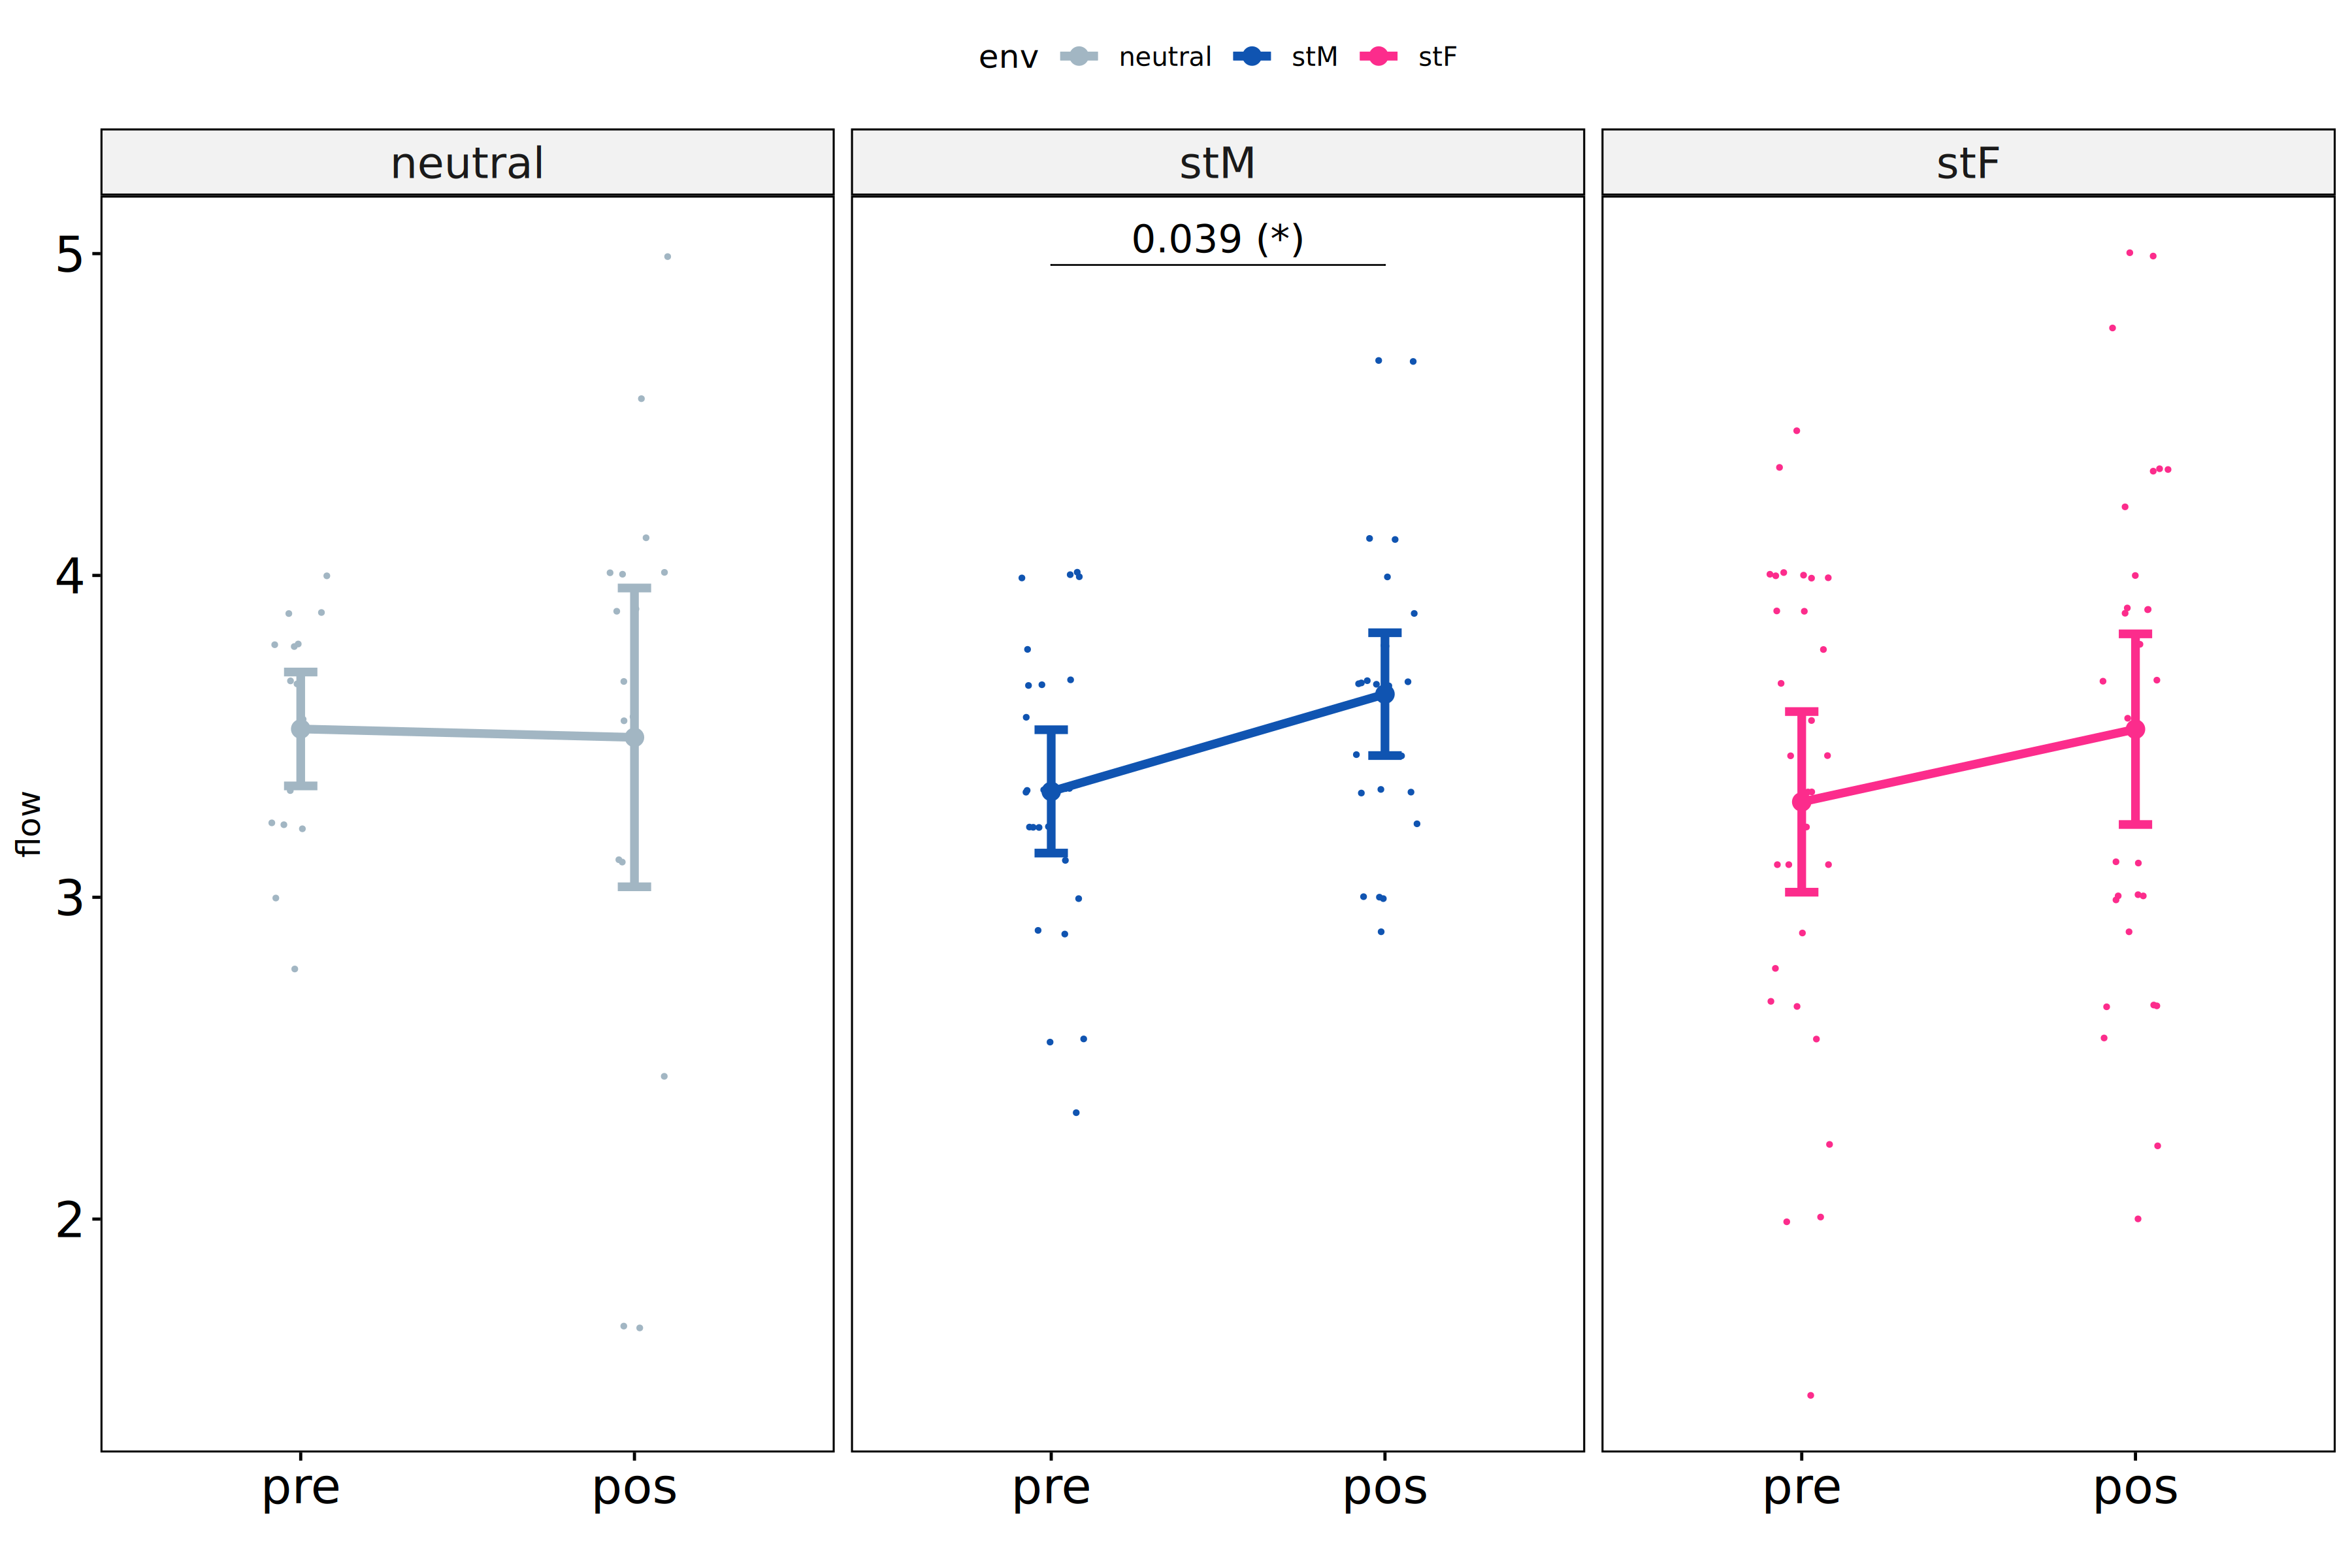 env neutral stM stF
neutral stM stF
0.039 (*)
5
4
3
2
flow
pre pos pre pos pre pos